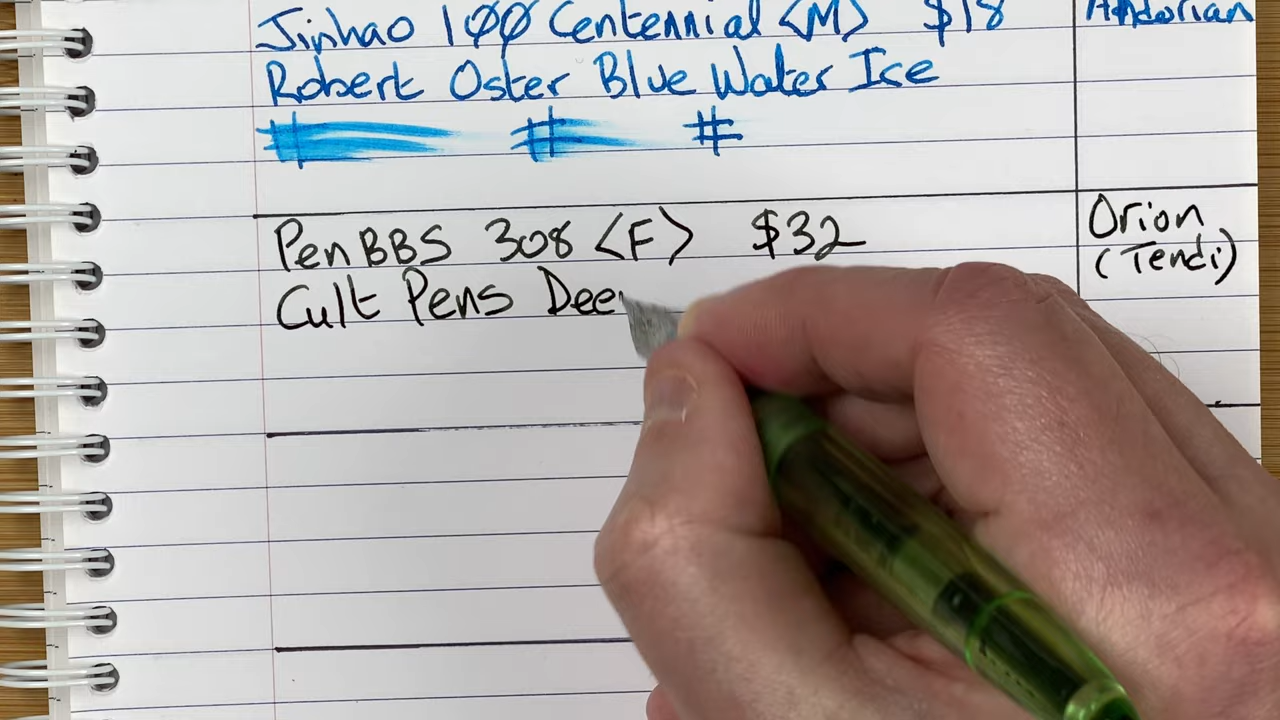 Jinhao 100 Centennial <M> $18
Andorian
Robert Oster Blue Water Ice
# # #
PenBBS 308 <F> $32
Orion
(Tendi)
Cult Pens Dee